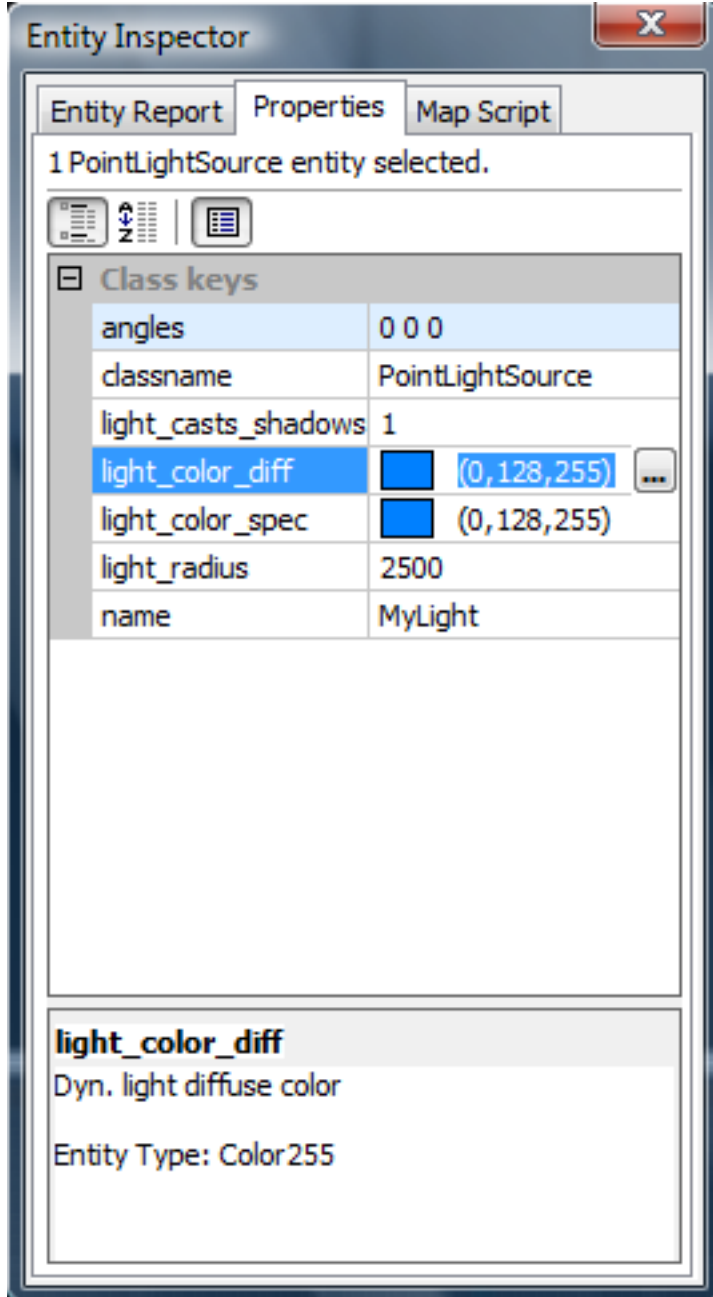 Entity Inspector
Entity Report Properties Map Script
1 PointLightSource entity selected.
Class keys
angles 0 0 0
classname PointLightSource
light_casts_shadows 1
light_color_diff (0,128,255) ...
light_color_spec (0,128,255)
light_radius 2500
name MyLight
light_color_diff
Dyn. light diffuse color
Entity Type: Color255